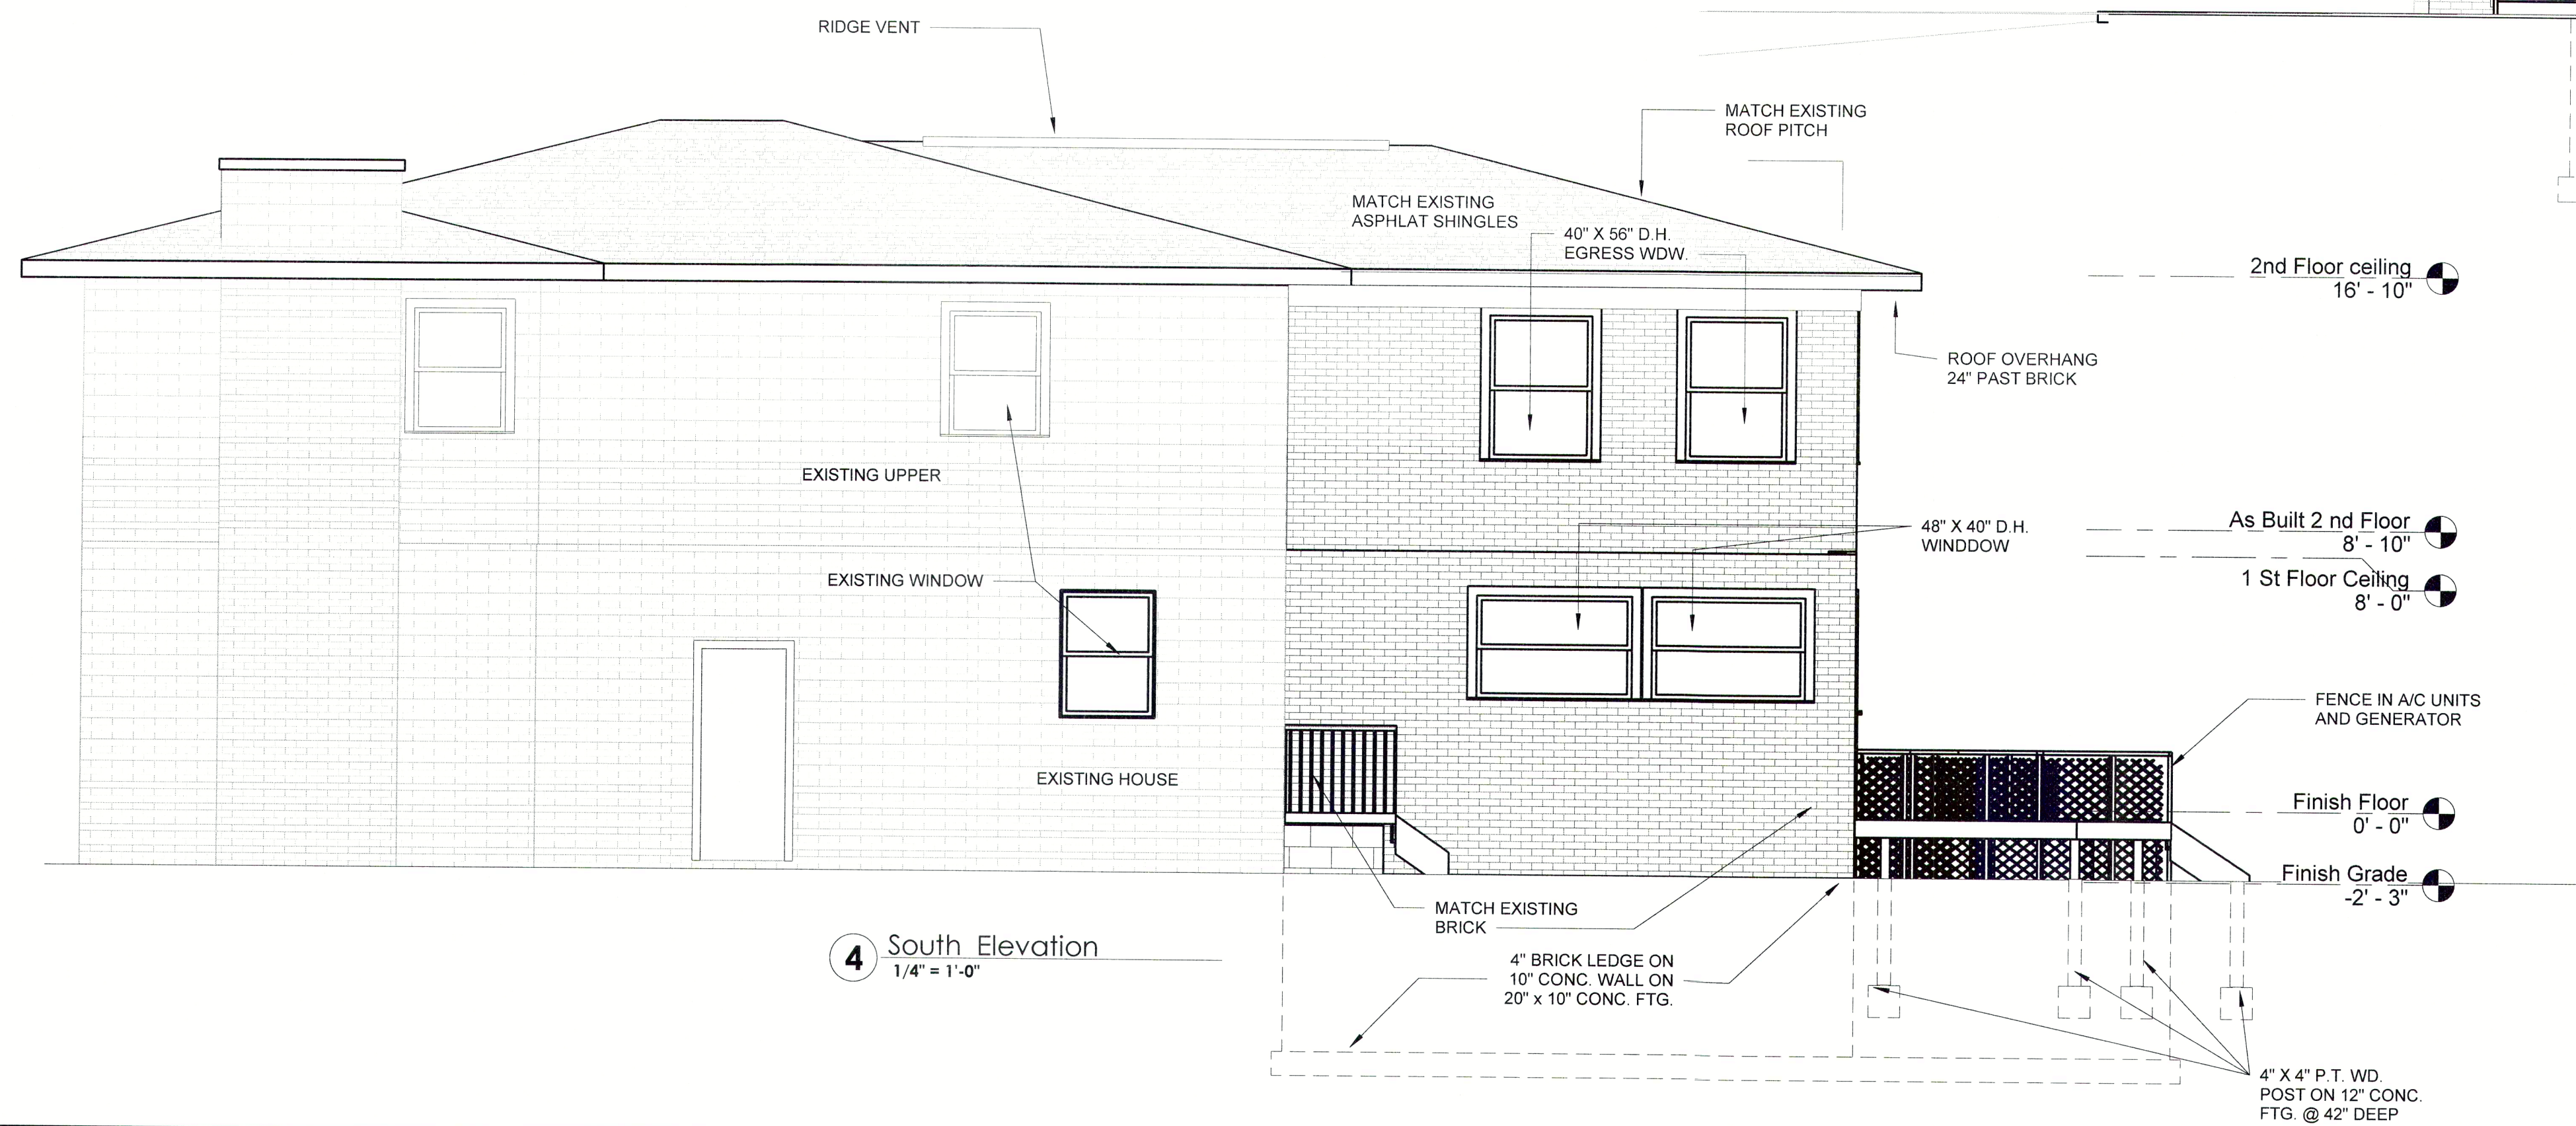 RIDGE VENT
MATCH EXISTING
ROOF PITCH
MATCH EXISTING
ASPHLAT SHINGLES
40" X 56" D.H.
EGRESS WDW.
2nd Floor ceiling
16' - 10"
ROOF OVERHANG
24" PAST BRICK
EXISTING UPPER
48" X 40" D.H.
WINDDOW
As Built 2 nd Floor
8' - 10"
EXISTING WINDOW
1 St Floor Ceiling
8' - 0"
FENCE IN A/C UNITS
AND GENERATOR
EXISTING HOUSE
Finish Floor
0' - 0"
Finish Grade
-2' - 3"
MATCH EXISTING
BRICK
4 South Elevation
1/4" = 1'-0"
4" BRICK LEDGE ON
10" CONC. WALL ON
20" x 10" CONC. FTG.
4" X 4" P.T. WD.
POST ON 12" CONC.
FTG. @ 42" DEEP